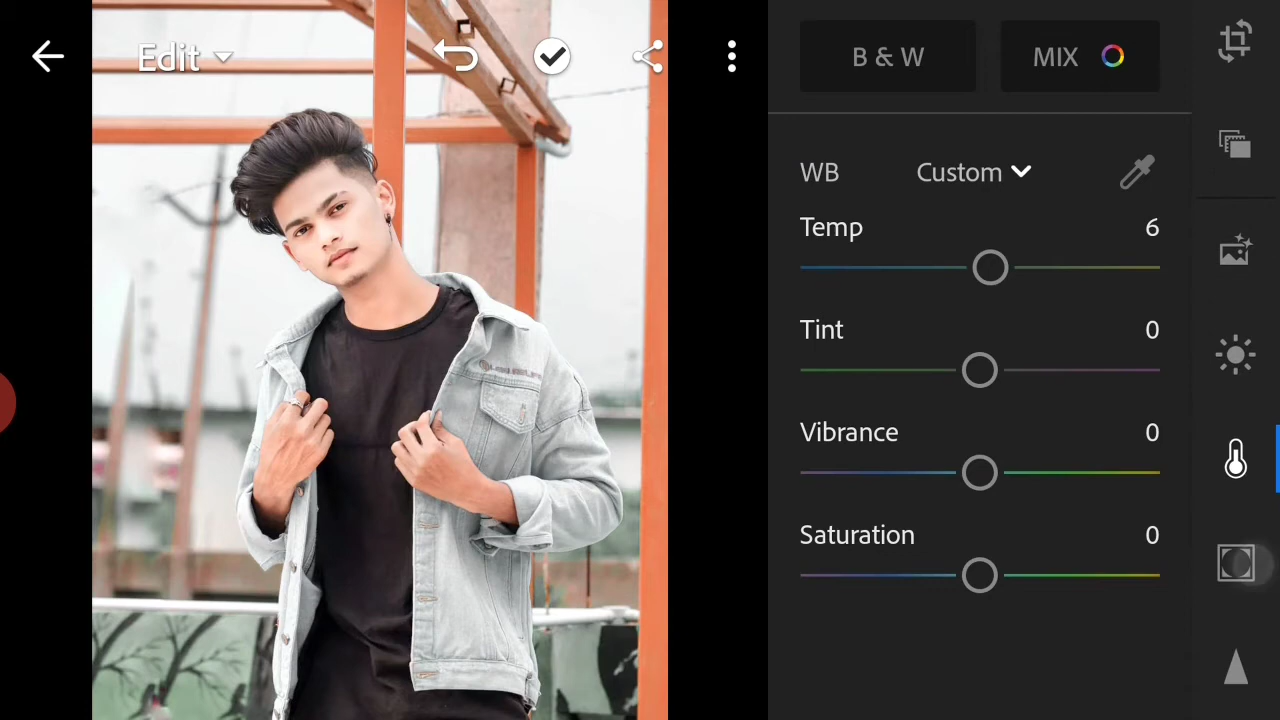 Edit
B & W
MIX
WB
Custom
Temp
6
Tint
0
Vibrance
0
Saturation
0